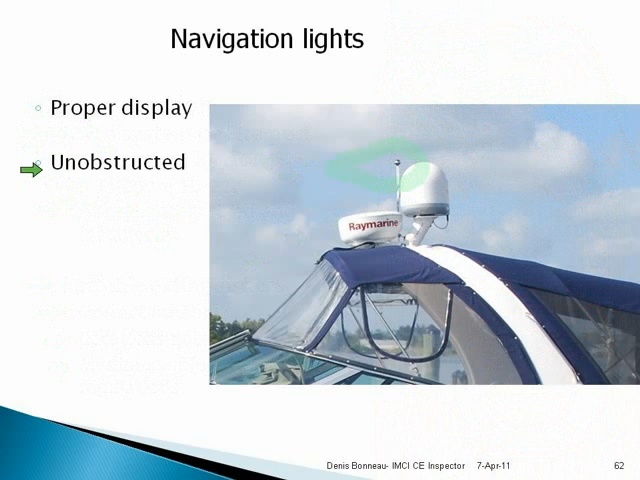 Navigation lights
Proper display
Unobstructed
Raymarine
Denis Bonneau- IMCI CE Inspector 7-Apr-11 62